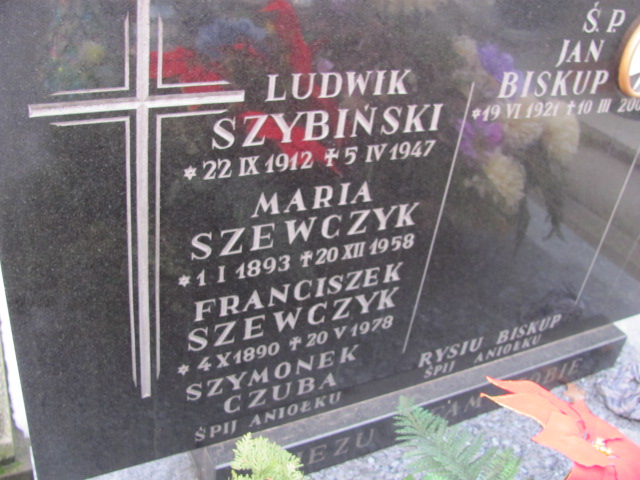 LUDWIK
SZYBIŃSKI
*22 IX 1912 ✝ 5 IV 1947
MARIA
SZEWCZYK
*1 I 1893 ✝ 20 XII 1958
FRANCISZEK
SZEWCZYK
*4 X 1890 ✝ 20 V 1978
SZYMONEK
CZUBA
ŚPIJ ANIOŁKU
Ś.P.
JAN
BISKUP
*19 VI 1921 ✝ 10 III
RYSIU BISKUP
ŚPIJ ANIOŁKU